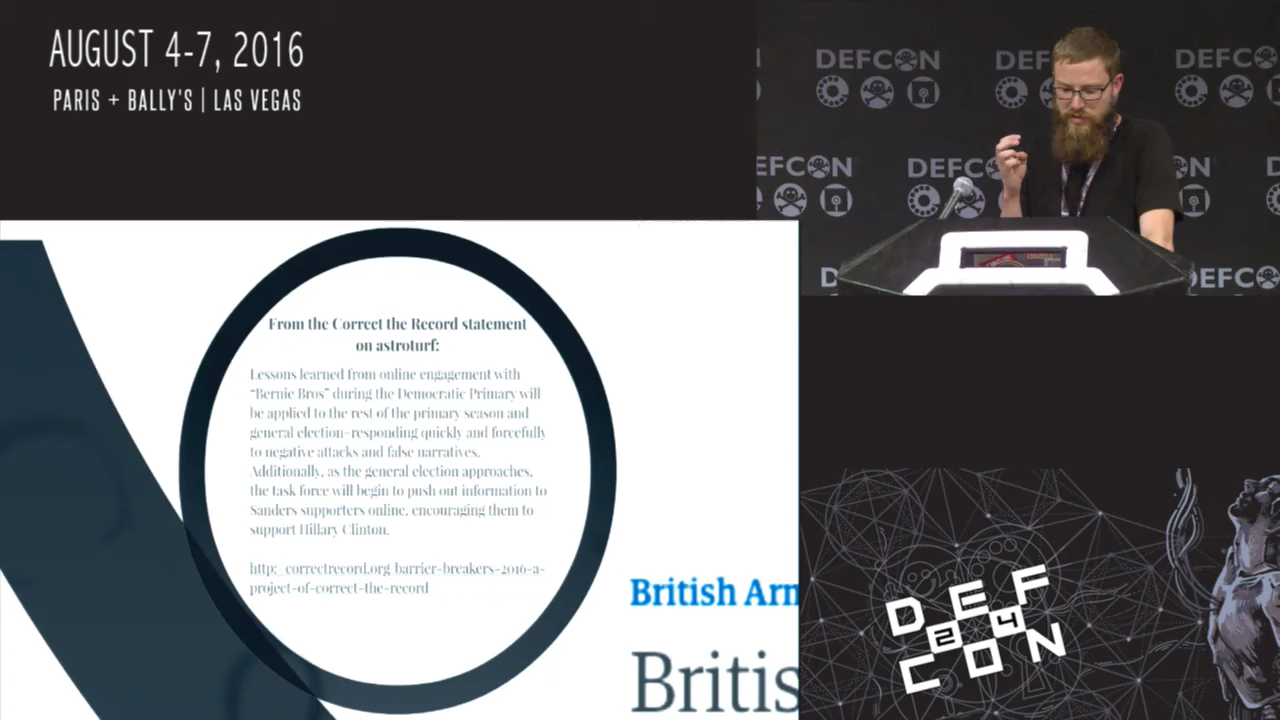 AUGUST 4-7, 2016
PARIS + BALLY'S | LAS VEGAS
DEFCON
DEFCON
DEFCON
EFCON
DEFCON
ON
D
EFCON
From the Correct the Record statement
on astroturf:
Lessons learned from online engagement with
“Bernie Bros” during the Democratic Primary will
be applied to the rest of the primary season and
general election–responding quickly and forcefully
to negative attacks and false narratives.
Additionally, as the general election approaches,
the task force will begin to push out information to
Sanders supporters online, encouraging them to
support Hillary Clinton.
http: correctrecord.org barrier-breakers-2016-a-
project-of-correct-the-record
British Arm
Britis
DEF
24
CON